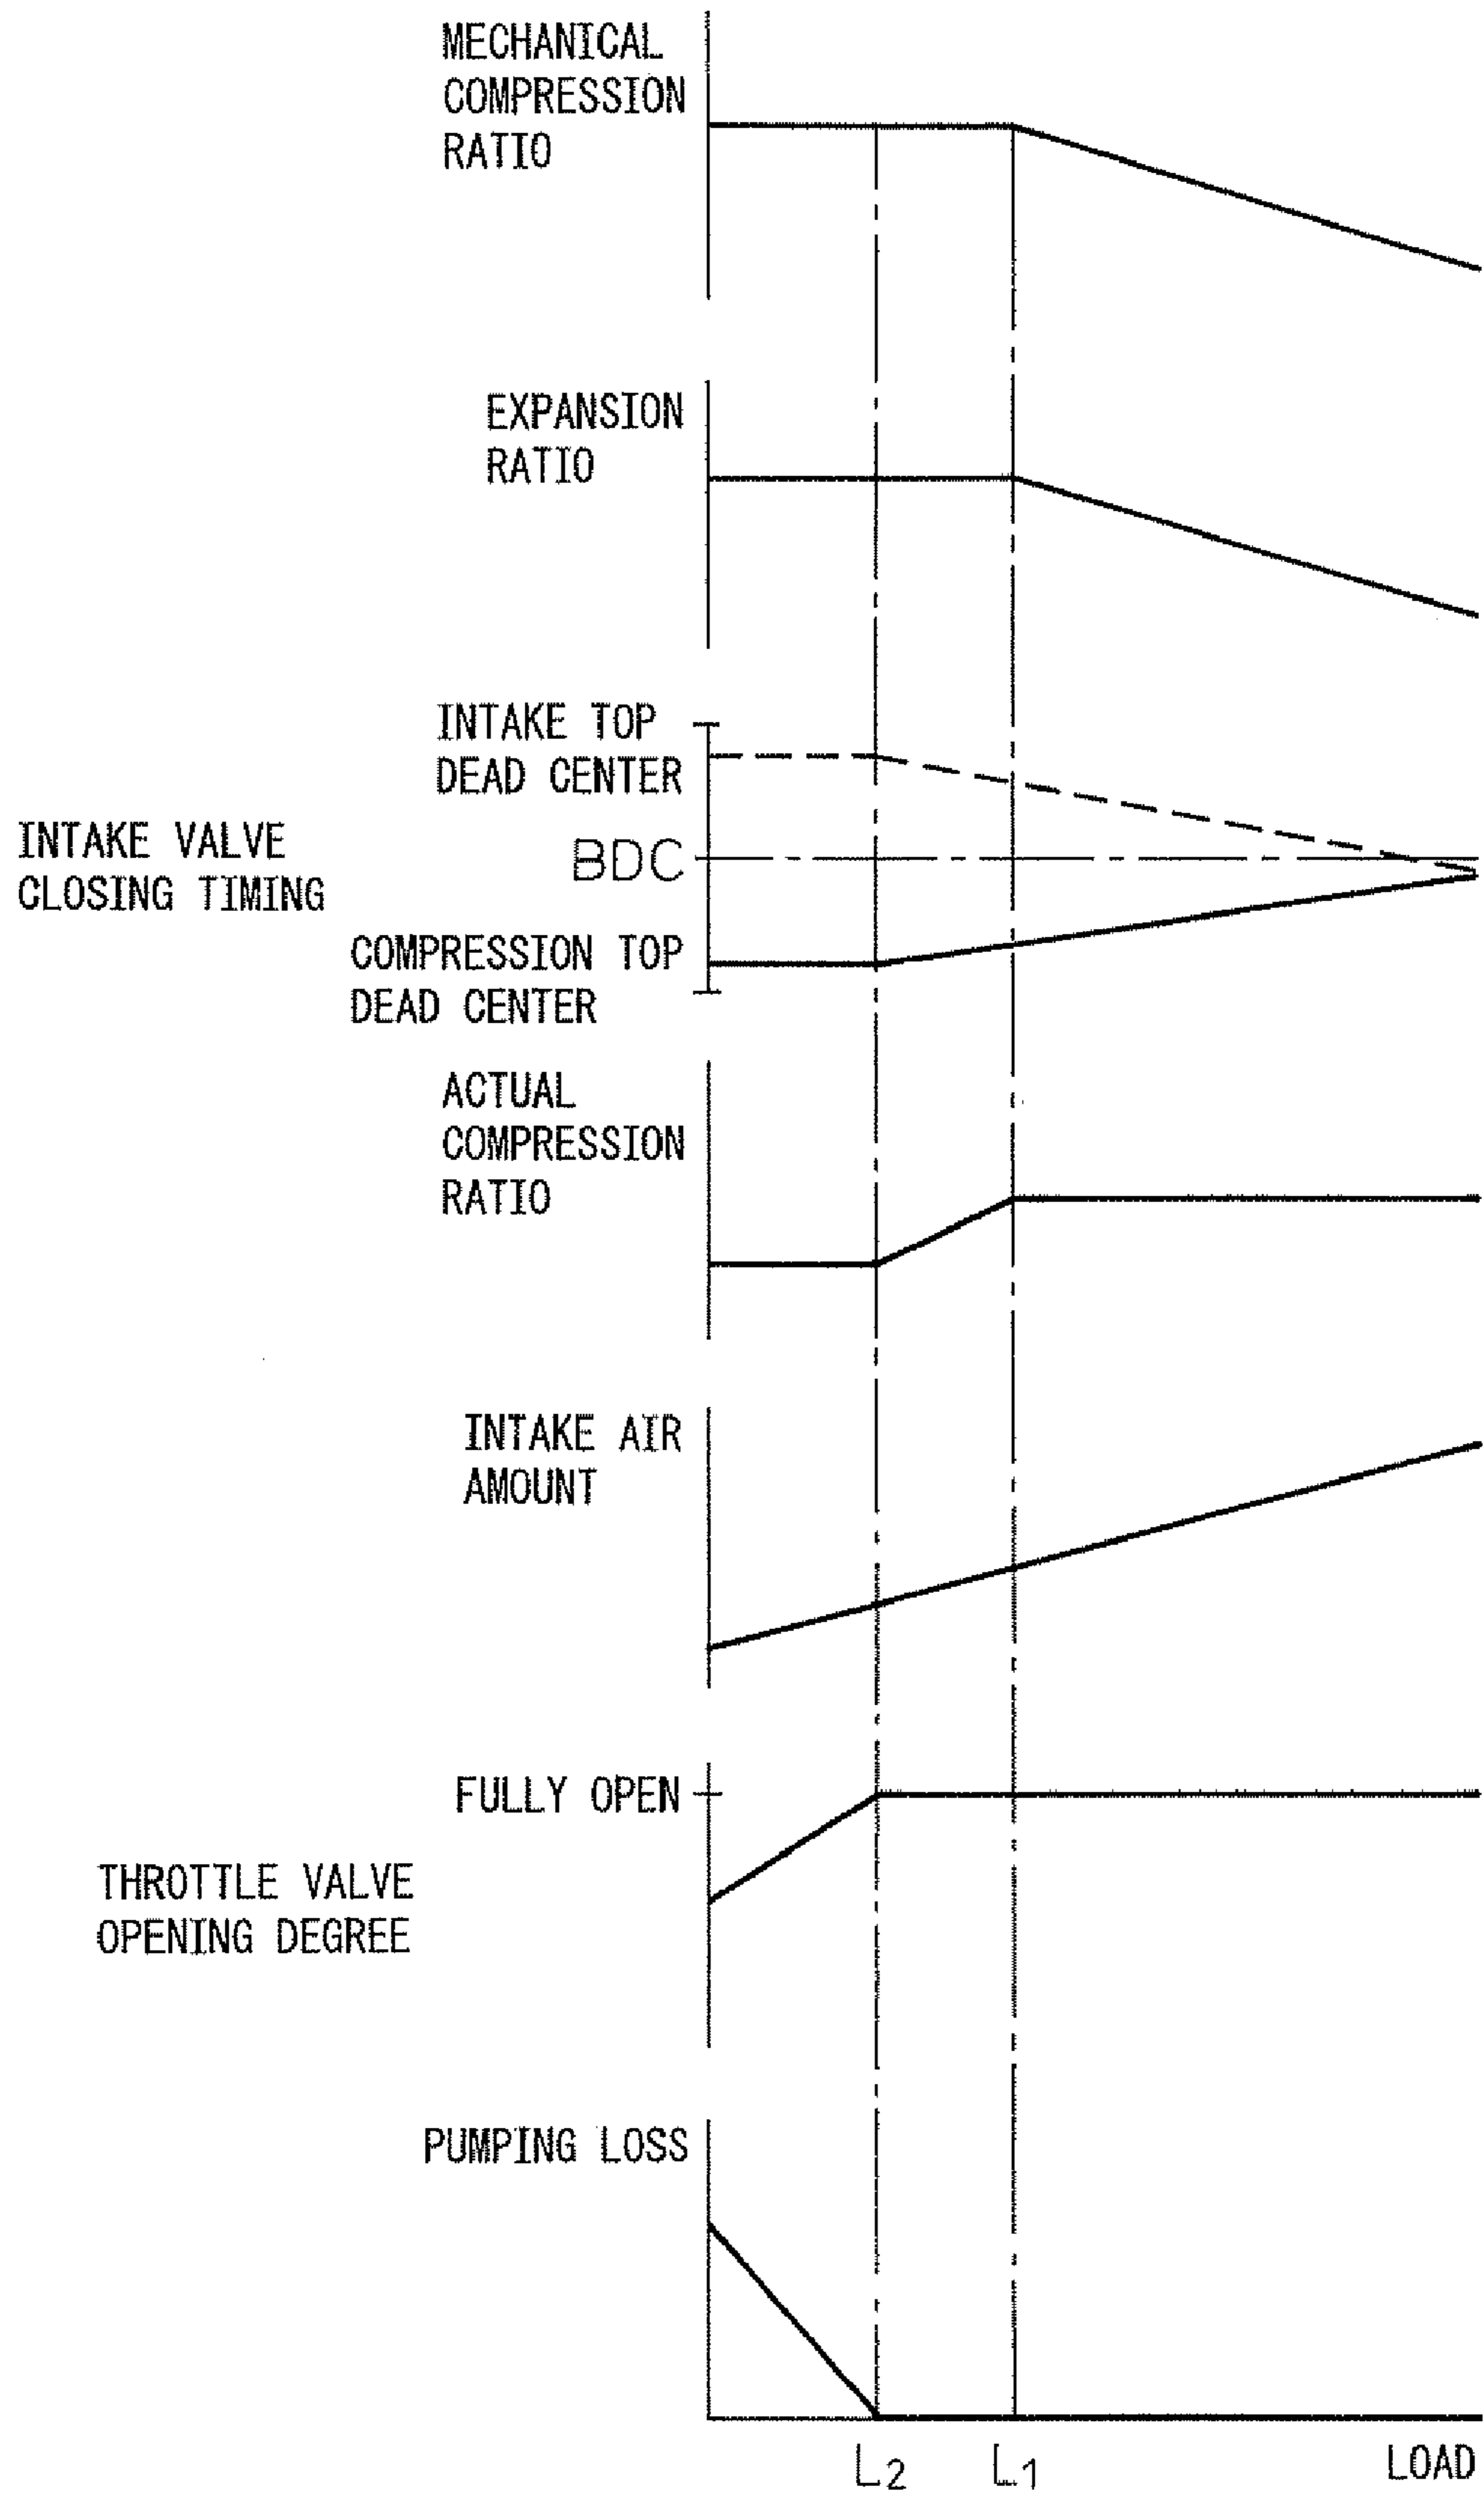 MECHANICAL
COMPRESSION
RATIO
EXPANSION
RATIO
INTAKE TOP
DEAD CENTER
INTAKE VALVE
CLOSING TIMING
BDC
COMPRESSION TOP
DEAD CENTER
ACTUAL
COMPRESSION
RATIO
INTAKE AIR
AMOUNT
FULLY OPEN
THROTTLE VALVE
OPENING DEGREE
PUMPING LOSS
L2 L1 LOAD